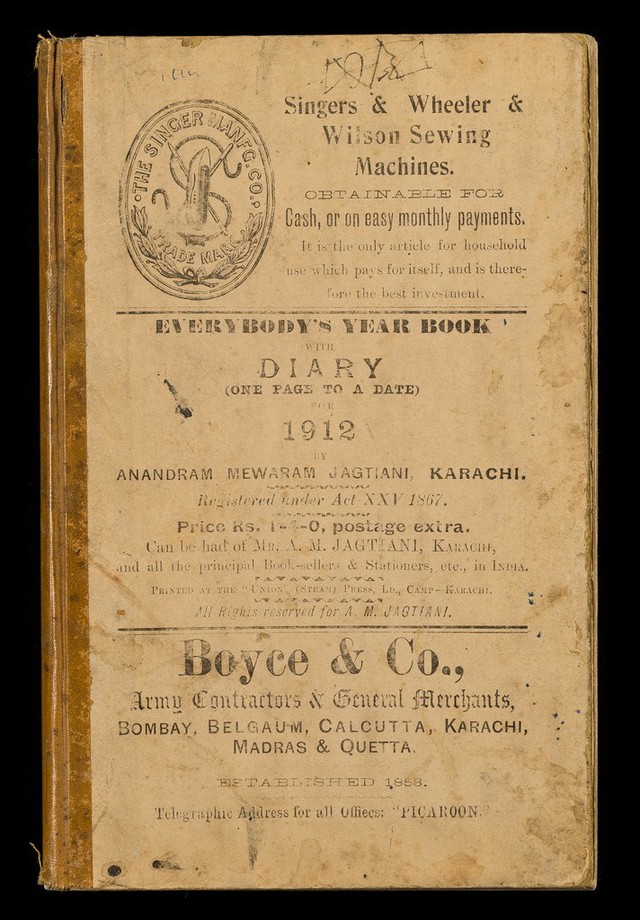 THE SINGER MANFG. CO.
TRADE MARK
Singers & Wheeler &
Wilson Sewing
Machines.
OBTAINABLE FOR
Cash, or on easy monthly payments.
It is the only article for household
use which pays for itself, and is there-
fore the best investment.
EVERYBODY'S YEAR BOOK
WITH
DIARY
(ONE PAGE TO A DATE)
FOR
1912
BY
ANANDRAM MEWARAM JAGTIANI, KARACHI.
Registered under Act XXV 1867.
Price Rs. postage extra.
Can be had of MR. A. M. JAGTIANI, KARACHI,
and all the principal Book-sellers & Stationers, etc., in INDIA.
PRINTED AT THE "UNION" (STEAM) PRESS, LD., CAMP—KARACHI.
All Rights reserved for A. M. JAGTIANI.
Boyce & Co.,
Army Contractors & General Merchants,
BOMBAY, BELGAUM, CALCUTTA, KARACHI,
MADRAS & QUETTA.
ESTABLISHED 1858.
Telegraphic Address for all Offices: "PICAROON."